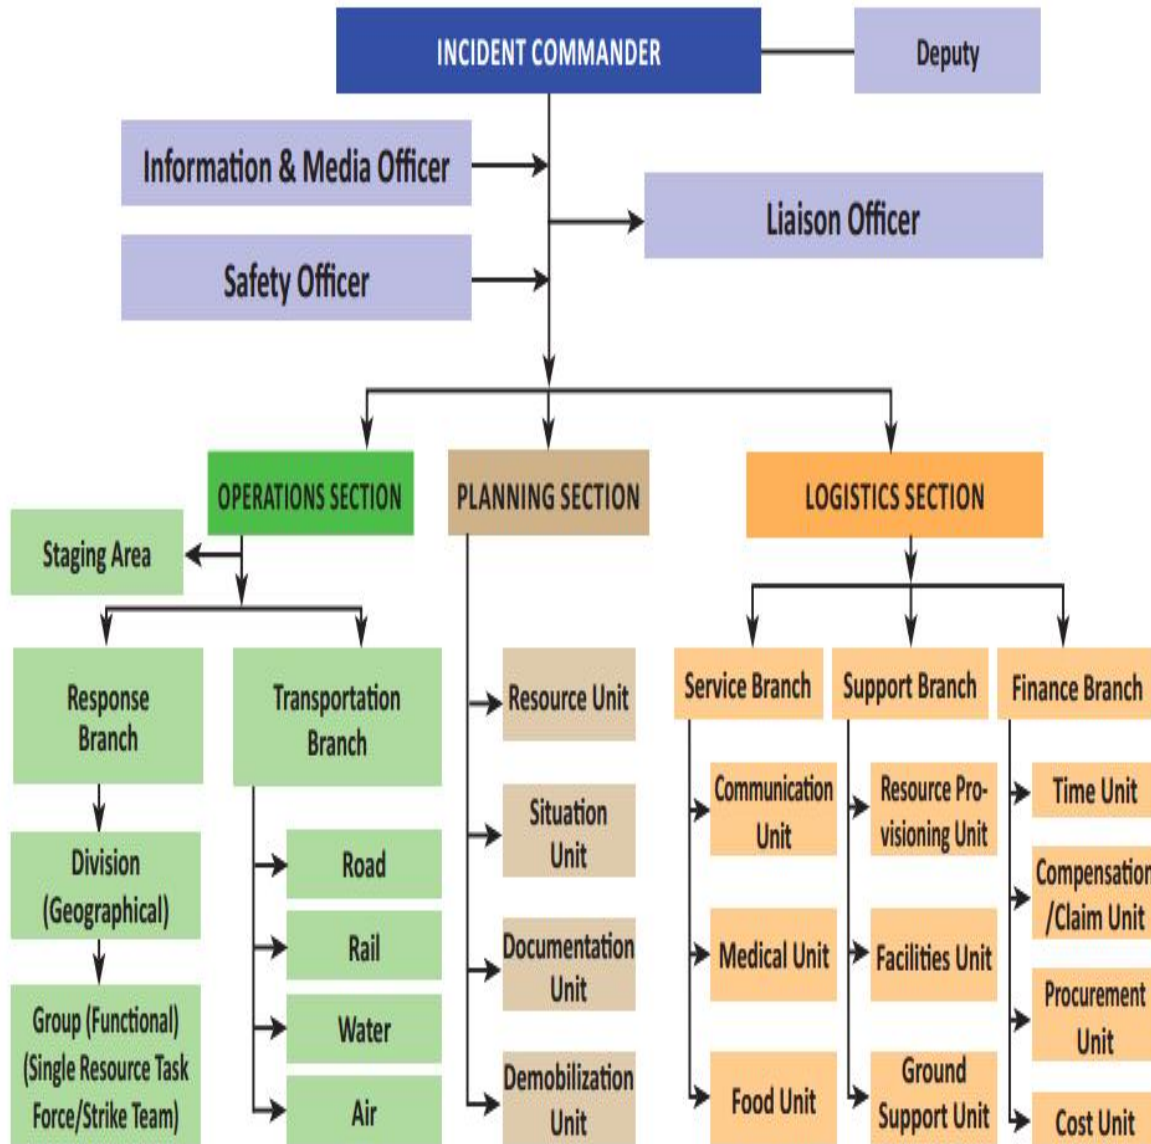 INCIDENT COMMANDER
Deputy
Information & Media Officer
Liaison Officer
Safety Officer
OPERATIONS SECTION
PLANNING SECTION
LOGISTICS SECTION
Staging Area
Response
Branch
Transportation
Branch
Resource Unit
Service Branch
Support Branch
Finance Branch
Division
(Geographical)
Group (Functional)
(Single Resource Task
Force/Strike Team)
Road
Rail
Water
Air
Situation
Unit
Documentation
Unit
Demobilization
Unit
Communication
Unit
Medical Unit
Food Unit
Resource Pro-
visioning Unit
Facilities Unit
Ground
Support Unit
Time Unit
Compensation
/Claim Unit
Procurement
Unit
Cost Unit